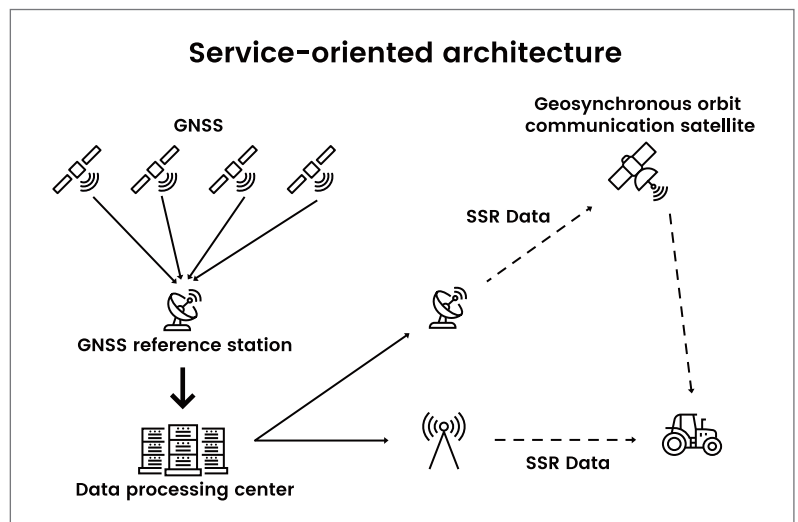 Service-oriented architecture
GNSS
Geosynchronous orbit
communication satellite
SSR Data
GNSS reference station
SSR Data
Data processing center